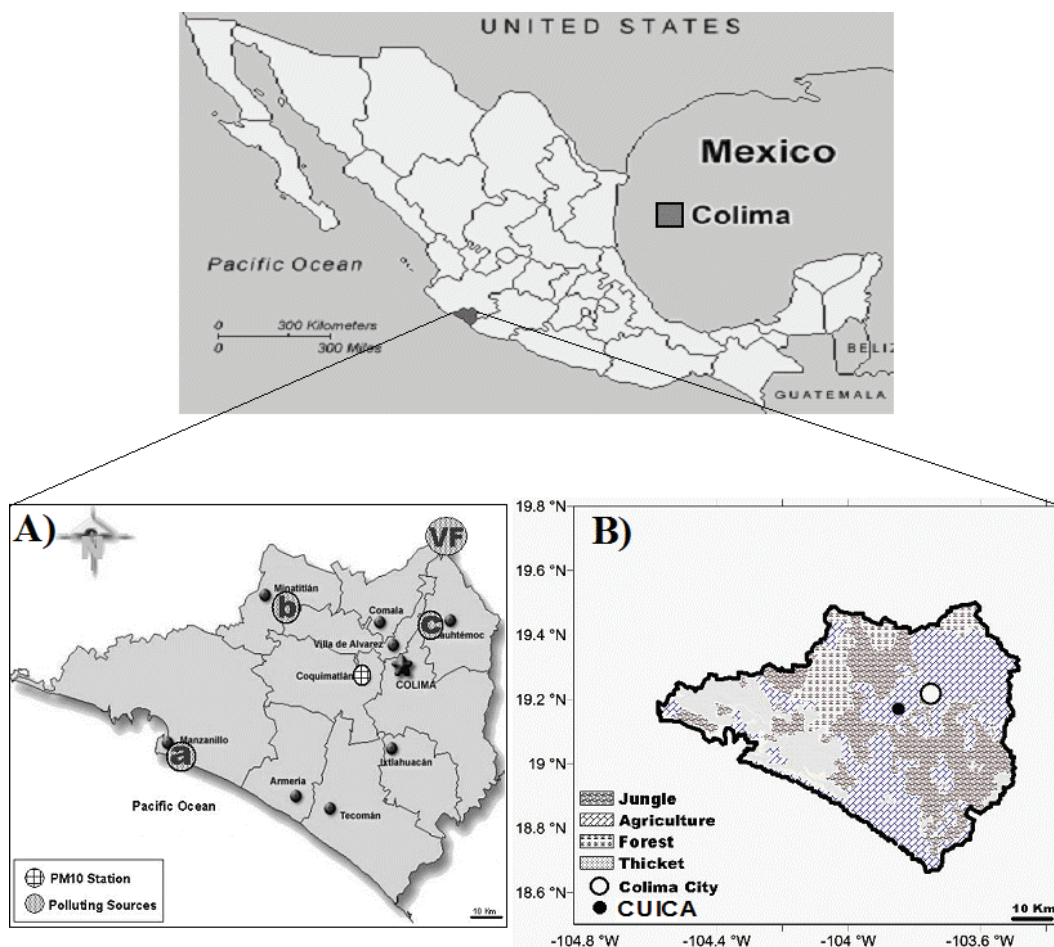 UNITED STATES
Mexico
Colima
Pacific Ocean
0 300 Kilometers
0 300 Miles
BELIZ
GUATEMALA
A)
N
VF
Minatitlán
b
Comala
c
Cuauhtémoc
Villa de Alvarez
Coquimatlán
COLIMA
Manzanillo
a
Ixtlahuacán
Armería
Pacific Ocean
Tecomán
PM10 Station
Polluting Sources
10 Km
B)
19.8 °N
19.6 °N
19.4 °N
19.2 °N
19 °N
18.8 °N
18.6 °N
Jungle
Agriculture
Forest
Thicket
Colima City
CUICA
10 Km
-104.8 °W -104.4 °W -104 °W -103.6 °W